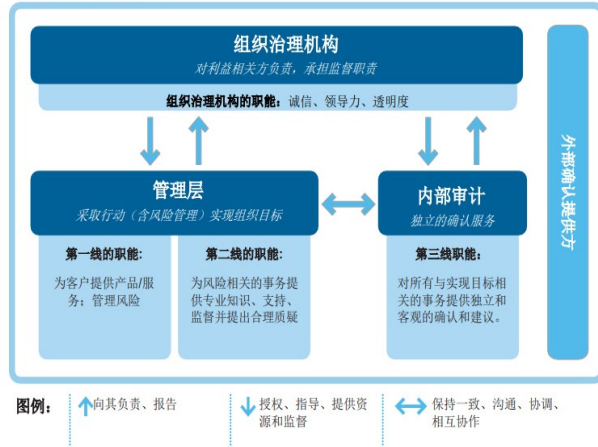 组织治理机构
对利益相关方负责，承担监督职责
组织治理机构的职能：诚信、领导力、透明度
管理层
采取行动（含风险管理）实现组织目标
内部审计
独立的确认服务
第一线的职能：
为客户提供产品/服
务；管理风险
第二线的职能：
为风险相关的事务提
供专业知识、支持、
监督并提出合理质疑
第三线职能：
对所有与实现目标相
关的事务提供独立和
客观的确认和建议。
外部确认提供方
图例：
向其负责、报告
授权、指导、提供资
源和监督
保持一致、沟通、协调、
相互协作